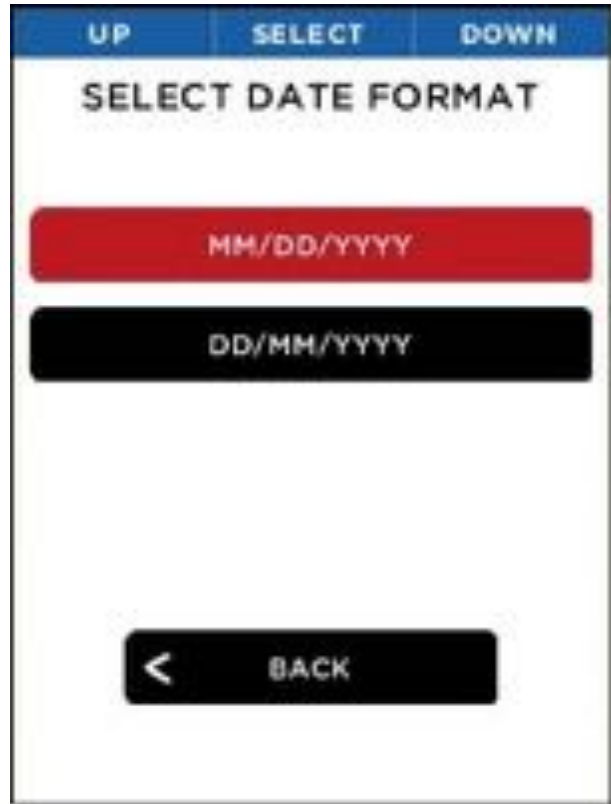 UP SELECT DOWN
SELECT DATE FORMAT
MM/DD/YYYY
DD/MM/YYYY
< BACK